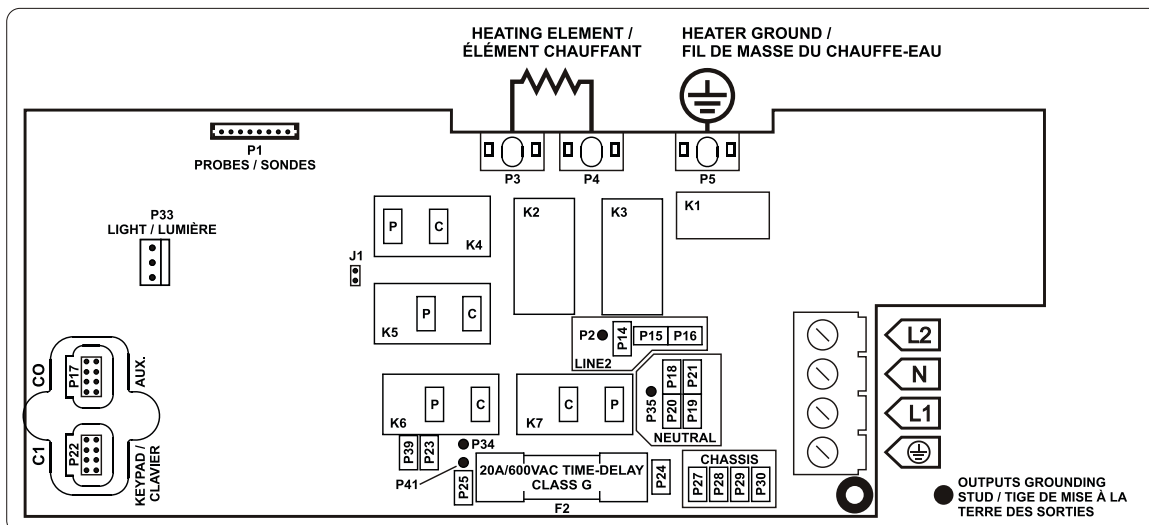 HEATING ELEMENT /
ÉLÉMENT CHAUFFANT
HEATER GROUND /
FIL DE MASSE DU CHAUFFE-EAU
P1
PROBES / SONDES
P3
P4
P5
P33
LIGHT / LUMIÈRE
K2
K3
K1
P
C
K4
J1
P
C
K5
P2
P14
P15
P16
LINE2
L2
N
L1
CO
P17
AUX.
C1
P22
KEYPAD /
CLAVIER
P
C
K6
C
P
K7
P35
P18
P21
P20
P19
NEUTRAL
P39
P23
P34
P41
P25
20A/600VAC TIME-DELAY
CLASS G
F2
P24
CHASSIS
P27
P28
P29
P30
OUTPUTS GROUNDING
STUD / TIGE DE MISE À LA
TERRE DES SORTIES